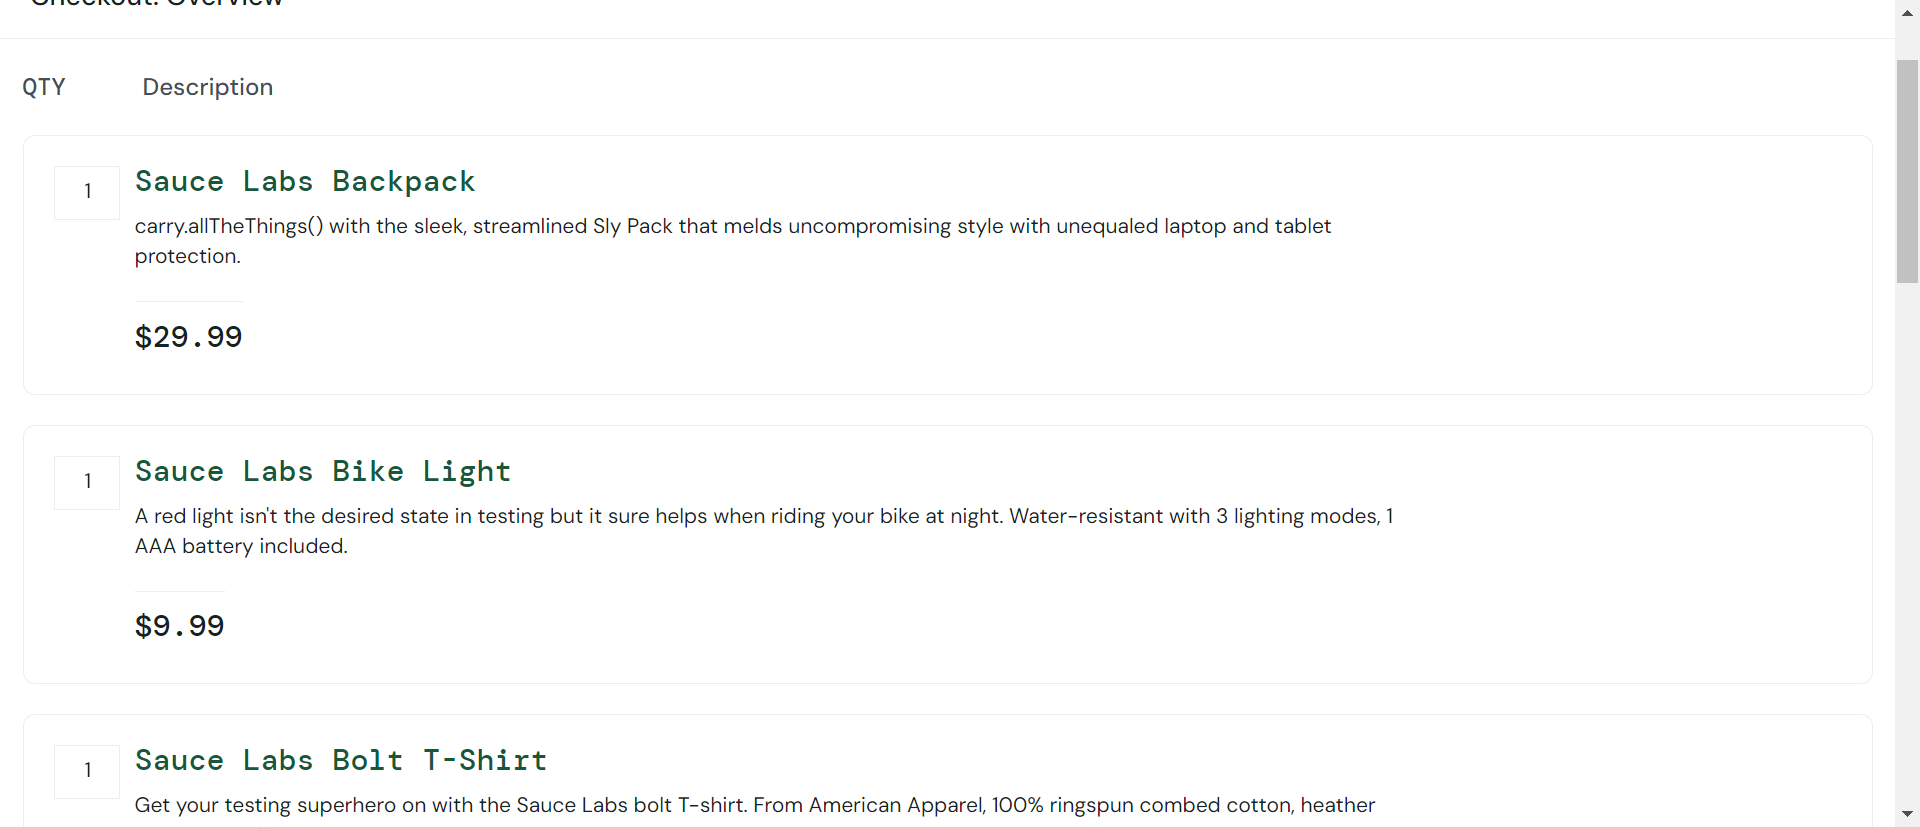 Checkout: Overview
QTY Description
1 Sauce Labs Backpack
carry.allTheThings() with the sleek, streamlined Sly Pack that melds uncompromising style with unequaled laptop and tablet
protection.
$29.99
1 Sauce Labs Bike Light
A red light isn't the desired state in testing but it sure helps when riding your bike at night. Water-resistant with 3 lighting modes, 1
AAA battery included.
$9.99
1 Sauce Labs Bolt T-Shirt
Get your testing superhero on with the Sauce Labs bolt T-shirt. From American Apparel, 100% ringspun combed cotton, heather